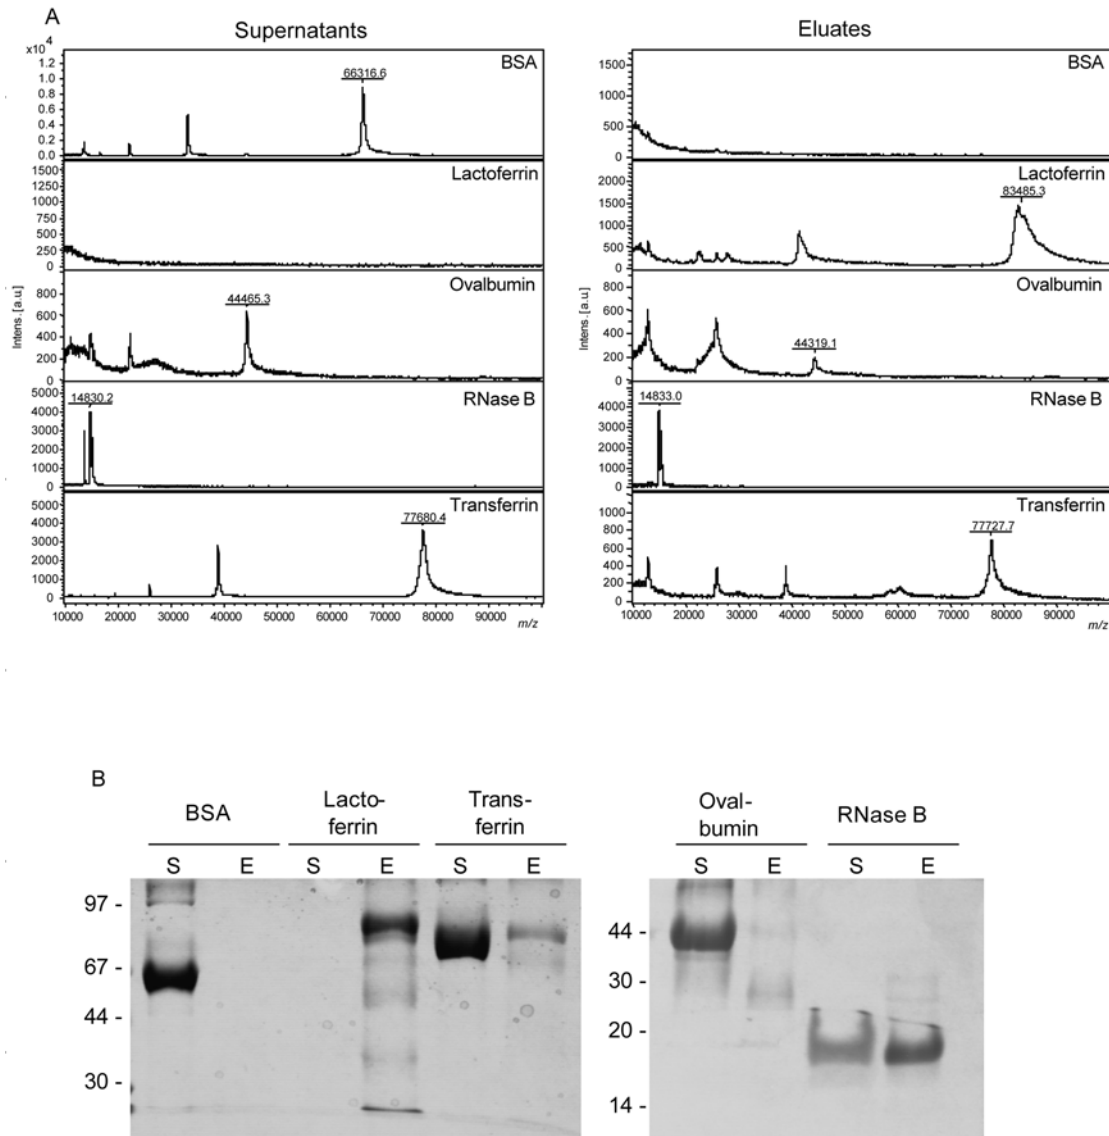 A
Supernatants
Eluates
x10 4
1.2
1.0
0.8
0.6
0.4
0.2
0.0
66316.6
BSA
1500
1000
500
0
BSA
1500
1250
1000
750
500
250
0
Lactoferrin
2000
1500
1000
500
0
83485.3
Lactoferrin
Intens.[a.u]
800
600
400
200
0
44465.3
Ovalbumin
Intens.[a.u]
800
600
400
200
0
44319.1
Ovalbumin
5000
4000
3000
2000
1000
0
14830.2
RNase B
4000
3000
2000
1000
0
14833.0
RNase B
5000
4000
3000
2000
1000
0
77680.4
Transferrin
1000
800
600
400
200
0
77727.7
Transferrin
10000 20000 30000 40000 50000 60000 70000 80000 90000 m/z
10000 20000 30000 40000 50000 60000 70000 80000 90000 m/z
B
BSA
Lacto-
ferrin
Trans-
ferrin
Oval-
bumin
RNase B
S E S E S E S E S E
97 -
67 -
44 -
30 -
44 -
30 -
20 -
14 -